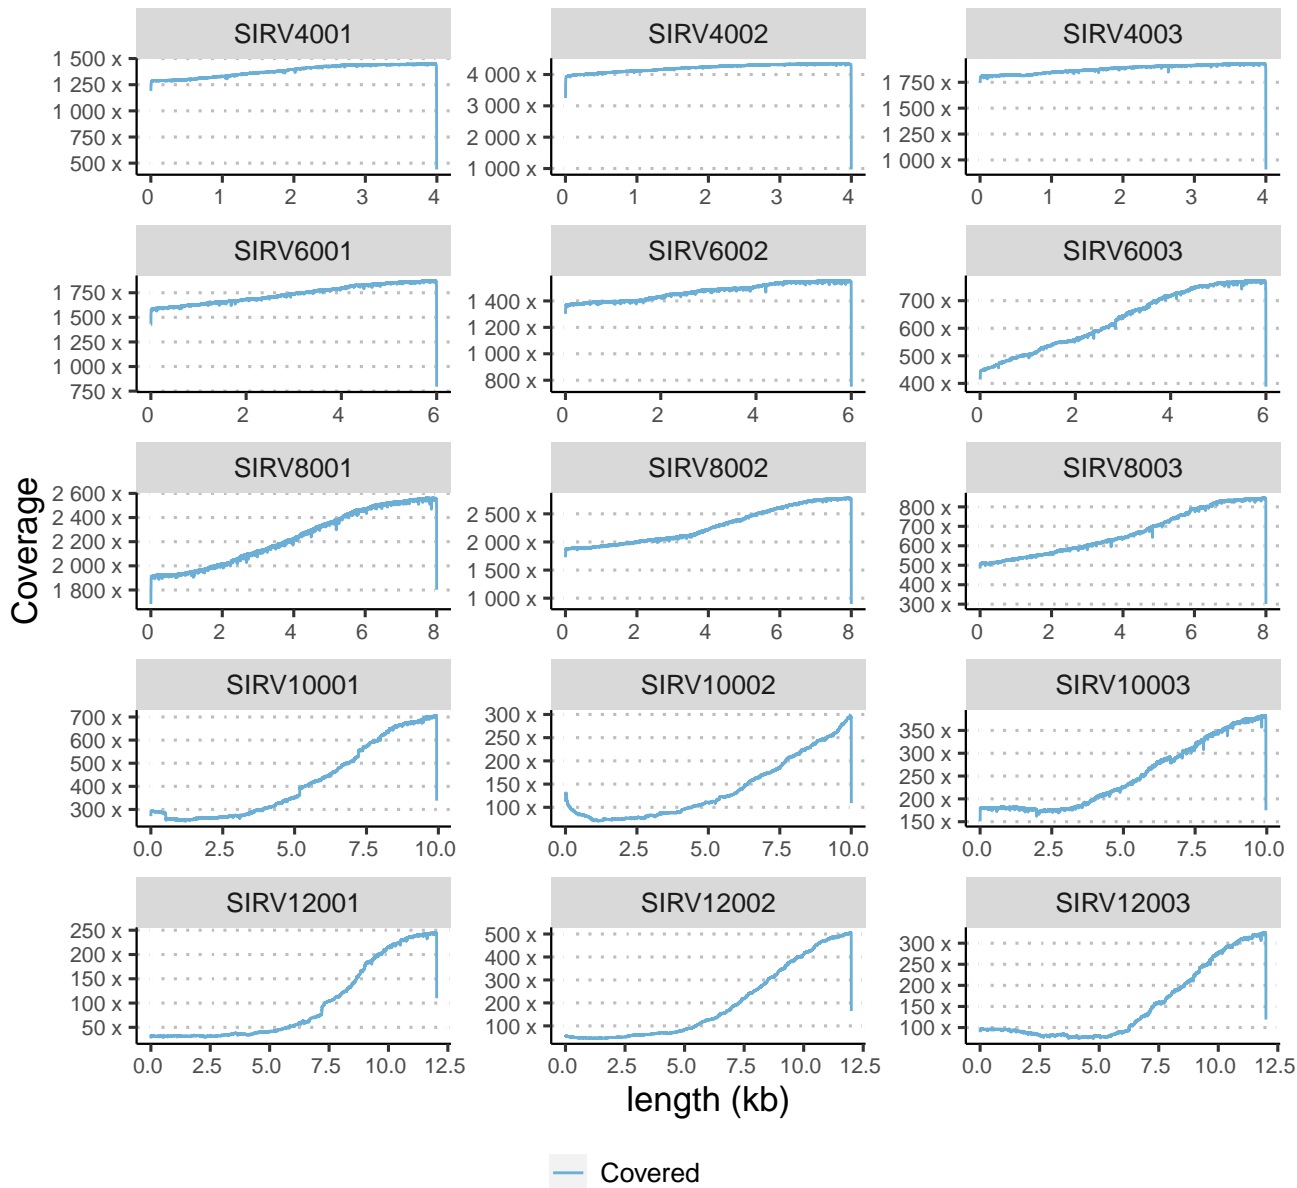 SIRV4001 SIRV4002 SIRV4003
1 500 x
1 250 x
1 000 x
750 x
500 x
0 1 2 3 4
4 000 x
3 000 x
2 000 x
1 000 x
0 1 2 3 4
1 750 x
1 500 x
1 250 x
1 000 x
0 1 2 3 4
SIRV6001 SIRV6002 SIRV6003
1 750 x
1 500 x
1 250 x
1 000 x
750 x
0 2 4 6
1 400 x
1 200 x
1 000 x
800 x
0 2 4 6
700 x
600 x
500 x
400 x
0 2 4 6
Coverage
SIRV8001 SIRV8002 SIRV8003
2 600 x
2 400 x
2 200 x
2 000 x
1 800 x
0 2 4 6 8
2 500 x
2 000 x
1 500 x
1 000 x
0 2 4 6 8
800 x
700 x
600 x
500 x
400 x
300 x
0 2 4 6 8
SIRV10001 SIRV10002 SIRV10003
700 x
600 x
500 x
400 x
300 x
0.0 2.5 5.0 7.5 10.0
300 x
250 x
200 x
150 x
100 x
0.0 2.5 5.0 7.5 10.0
350 x
300 x
250 x
200 x
150 x
0.0 2.5 5.0 7.5 10.0
SIRV12001 SIRV12002 SIRV12003
250 x
200 x
150 x
100 x
50 x
0.0 2.5 5.0 7.5 10.0 12.5
500 x
400 x
300 x
200 x
100 x
0.0 2.5 5.0 7.5 10.0 12.5
300 x
250 x
200 x
150 x
100 x
0.0 2.5 5.0 7.5 10.0 12.5
length (kb)
Covered